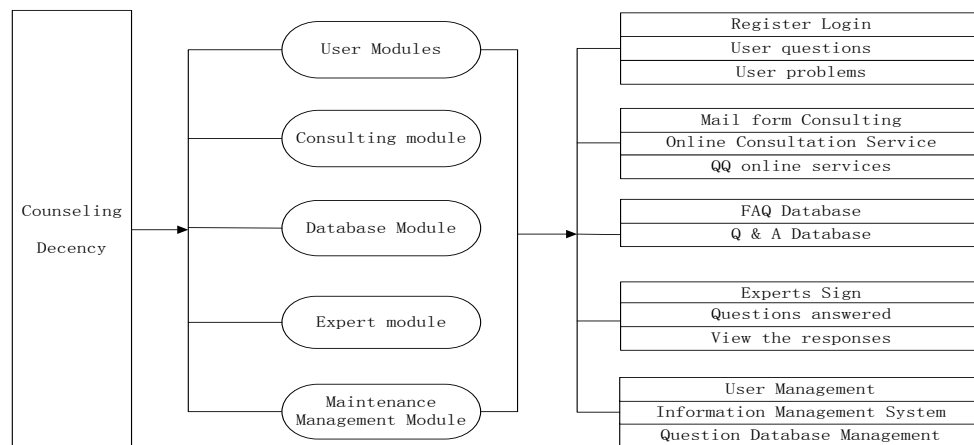 Counseling
Decency
User Modules
Consulting module
Database Module
Expert module
Maintenance
Management Module
Register Login
User questions
User problems
Mail form Consulting
Online Consultation Service
QQ online services
FAQ Database
Q & A Database
Experts Sign
Questions answered
View the responses
User Management
Information Management System
Question Database Management